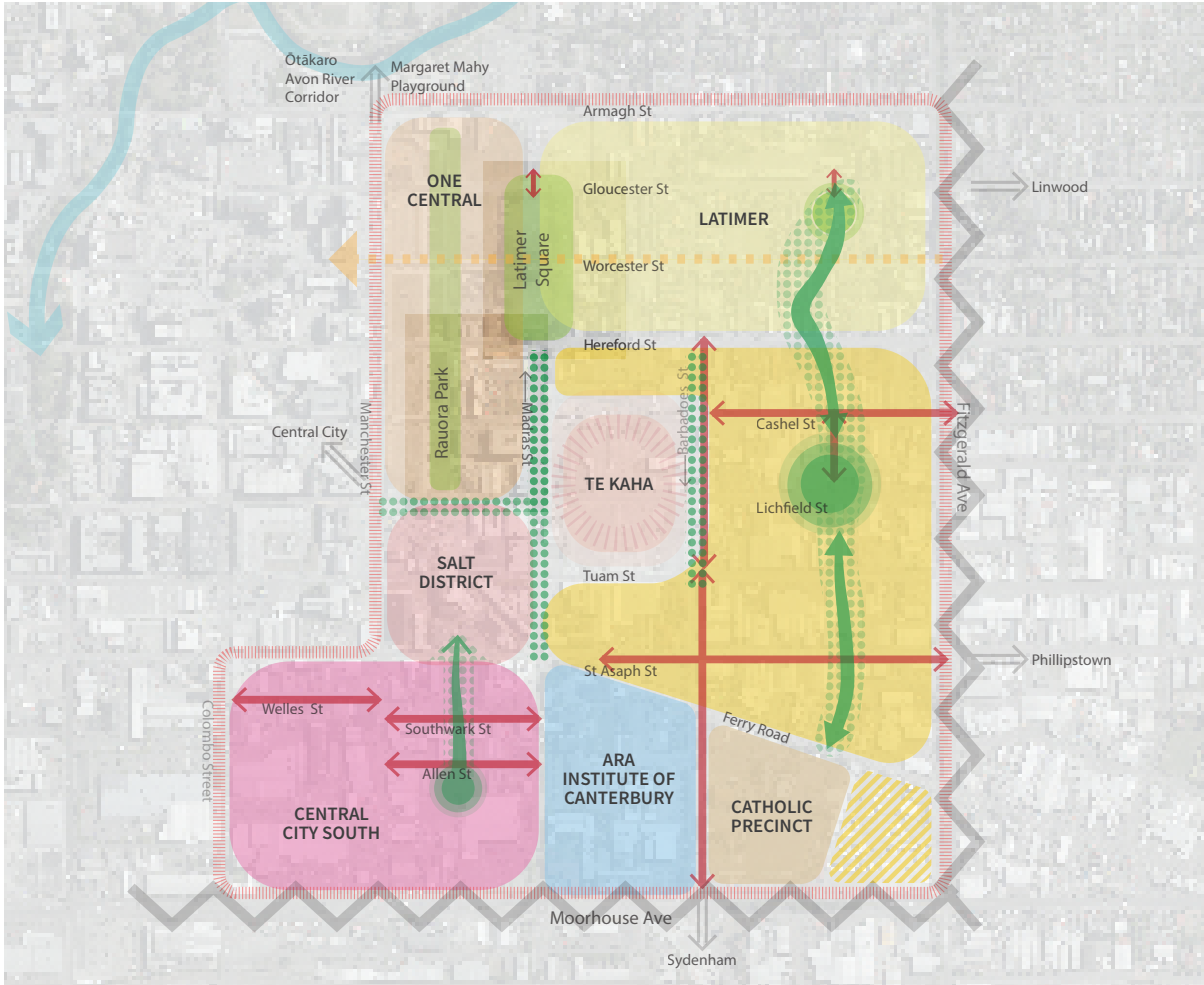 Ōtākaro
Avon River
Corridor
Margaret Mahy
Playground
Armagh St
ONE
CENTRAL
Gloucester St
Linwood
LATIMER
Latimer
Square
Worcester St
Hereford St
Rauora Park
Madras St
Barbadoes St
Manchester St
Central City
Cashel St
Fitzgerald Ave
TE KAHA
Lichfield St
SALT
DISTRICT
Tuam St
St Asaph St
Phillipstown
Colombo Street
Welles St
Southwark St
Ferry Road
Allen St
ARA
INSTITUTE OF
CANTERBURY
CENTRAL
CITY SOUTH
CATHOLIC
PRECINCT
Moorhouse Ave
Sydenham